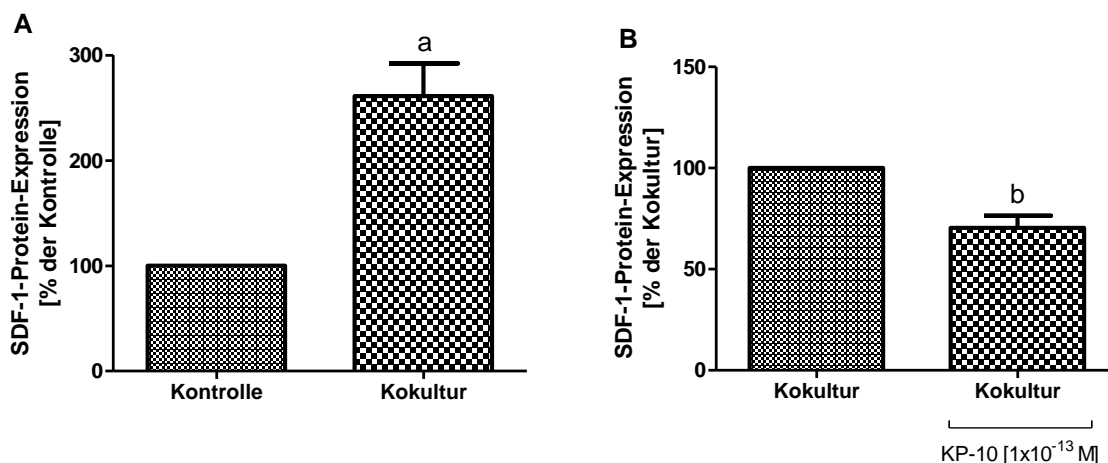 A
SDF-1-Protein-Expression
[% der Kontrolle]
300
200
100
0
a
Kontrolle
Kokultur
B
SDF-1-Protein-Expression
[% der Kokultur]
150
100
50
0
b
Kokultur
Kokultur
KP-10 [1x10⁻¹³ M]